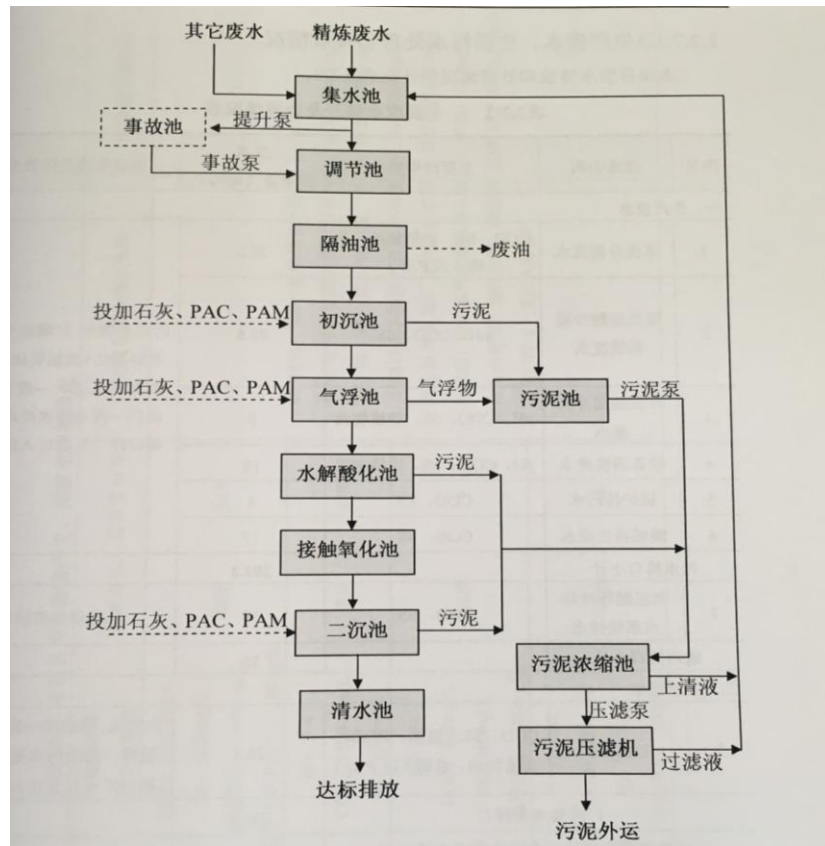 其它废水
精炼废水
集水池
事故池
提升泵
事故泵
调节池
隔油池
废油
投加石灰、PAC、PAM
初沉池
污泥
投加石灰、PAC、PAM
气浮池
气浮物
污泥池
污泥泵
水解酸化池
污泥
接触氧化池
投加石灰、PAC、PAM
二沉池
污泥
污泥浓缩池
上清液
清水池
压滤泵
污泥压滤机
过滤液
达标排放
污泥外运